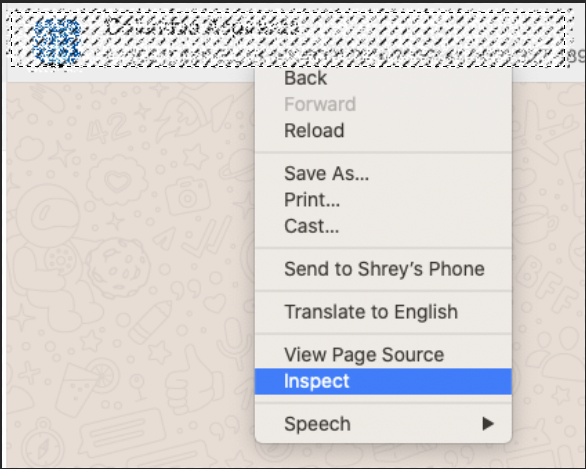 89
Back
Forward
Reload
Save As...
Print...
Cast...
Send to Shrey's Phone
Translate to English
View Page Source
Inspect
Speech